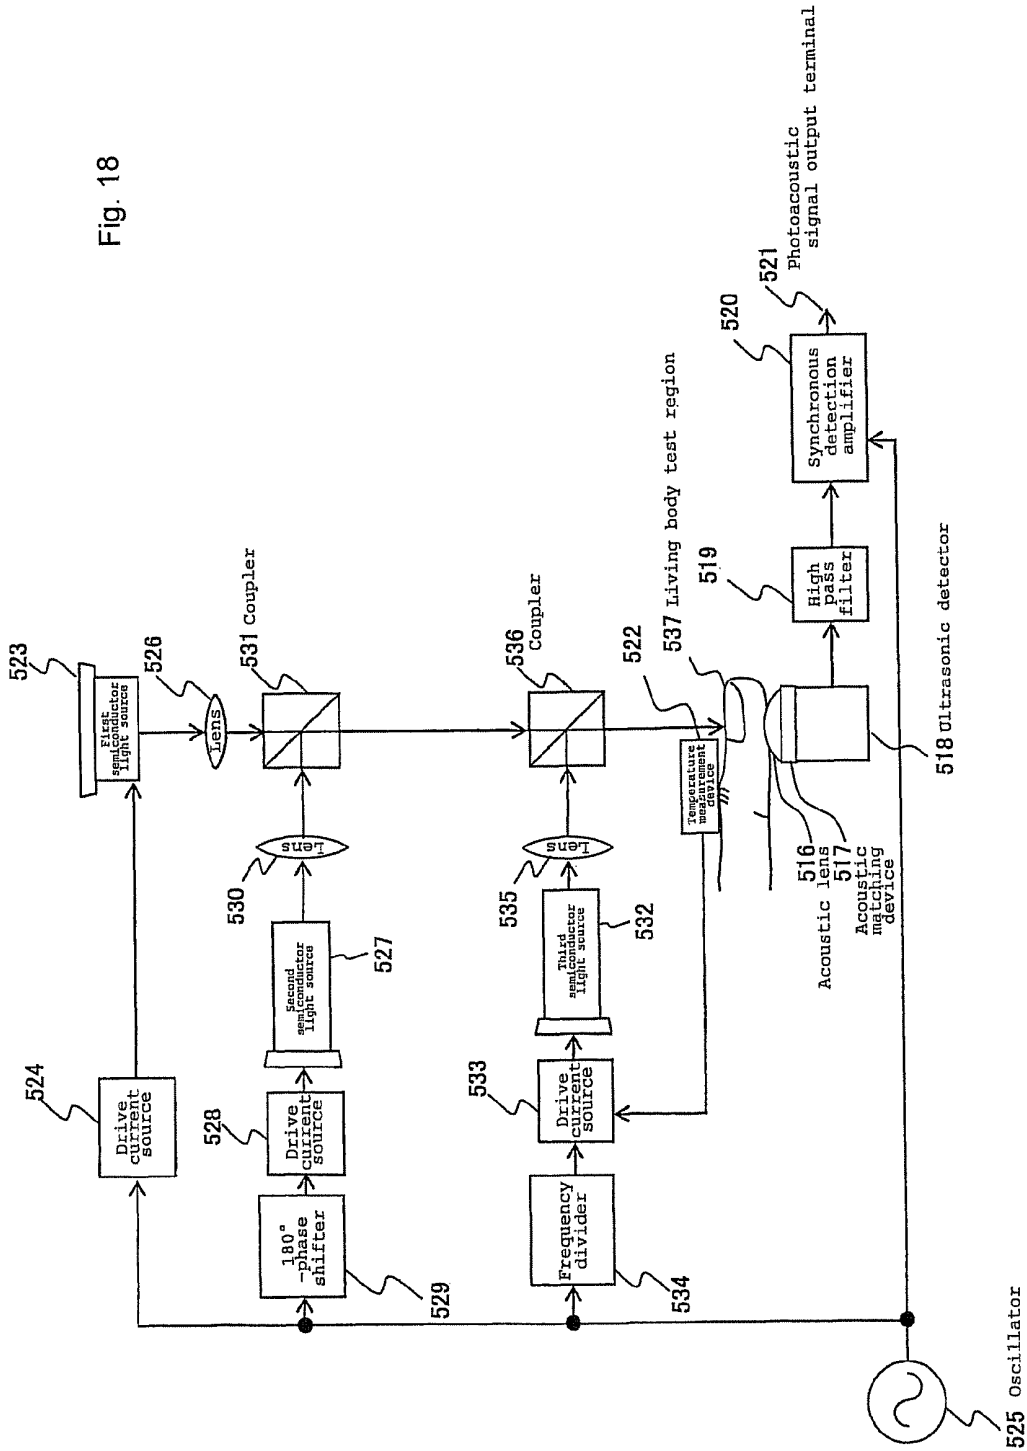 Fig. 18
523
First
semiconductor
light source
526
Lens
531 Coupler
524
Drive
current
source
530
Lens
Second
semiconductor
light source
527
528
Drive
current
source
180°
-phase
shifter
529
536
Coupler
535
Lens
Third
semiconductor
light source
532
533
Drive
current
source
Frequency
divider
534
522
Temperature
measurement
device
537 Living body test region
516
Acoustic lens
517
Acoustic
matching
device
518 Ultrasonic detector
519
High
pass
filter
520
Synchronous
detection
amplifier
521
Photoacoustic
signal output terminal
525 Oscillator